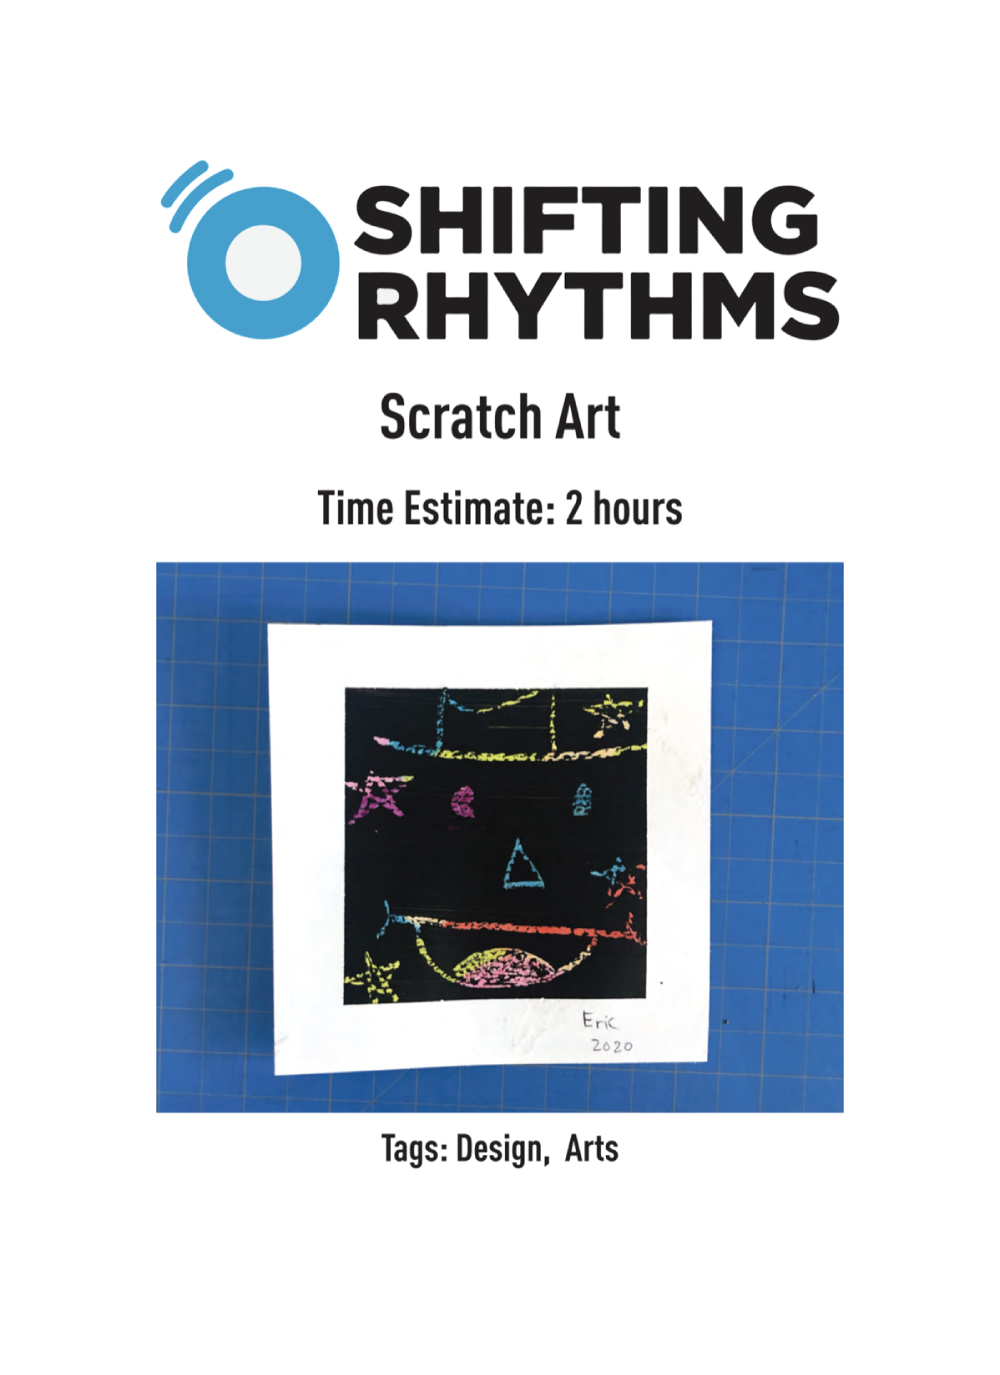 SHIFTING
RHYTHMS
Scratch Art
Time Estimate: 2 hours
Eric
2020
Tags: Design, Arts